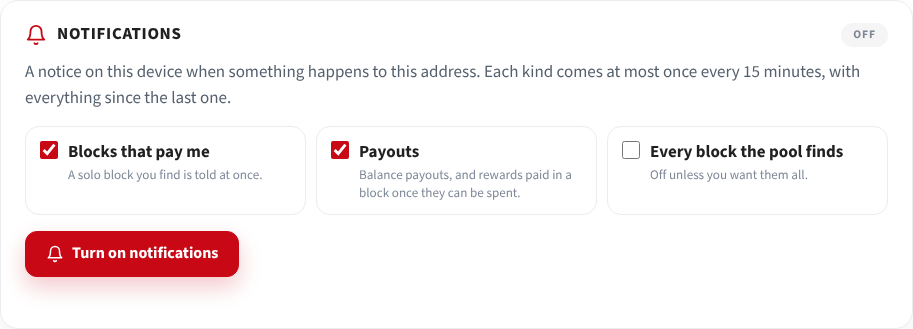 NOTIFICATIONS
OFF
A notice on this device when something happens to this address. Each kind comes at most once every 15 minutes, with
everything since the last one.
Blocks that pay me
A solo block you find is told at once.
Payouts
Balance payouts, and rewards paid in a
block once they can be spent.
Every block the pool finds
Off unless you want them all.
Turn on notifications